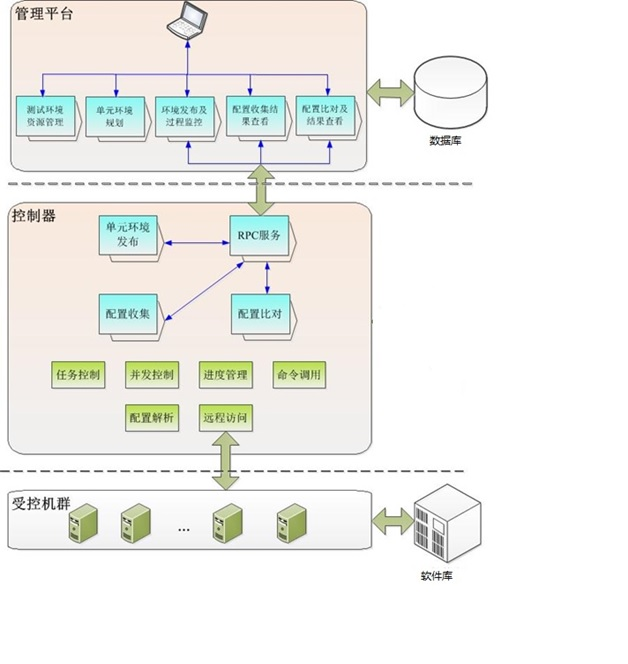 管理平台
测试环境
资源管理
单元环境
规划
环境发布及
过程监控
配置收集结
果查看
配置比对及
结果查看
数据库
控制器
单元环境
发布
RPC服务
配置收集
配置比对
任务控制
并发控制
进度管理
命令调用
配置解析
远程访问
受控机群
...
软件库